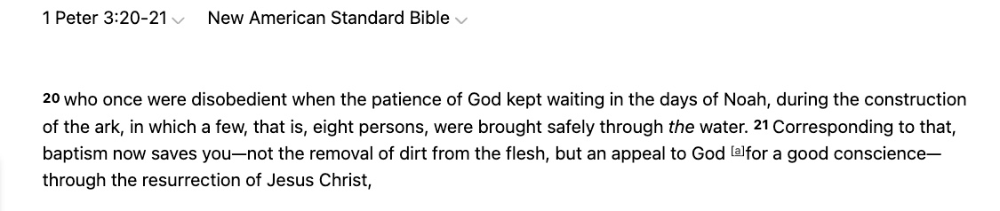 1 Peter 3:20-21 New American Standard Bible
20 who once were disobedient when the patience of God kept waiting in the days of Noah, during the construction
of the ark, in which a few, that is, eight persons, were brought safely through the water. 21 Corresponding to that,
baptism now saves you—not the removal of dirt from the flesh, but an appeal to God [a]for a good conscience—
through the resurrection of Jesus Christ,